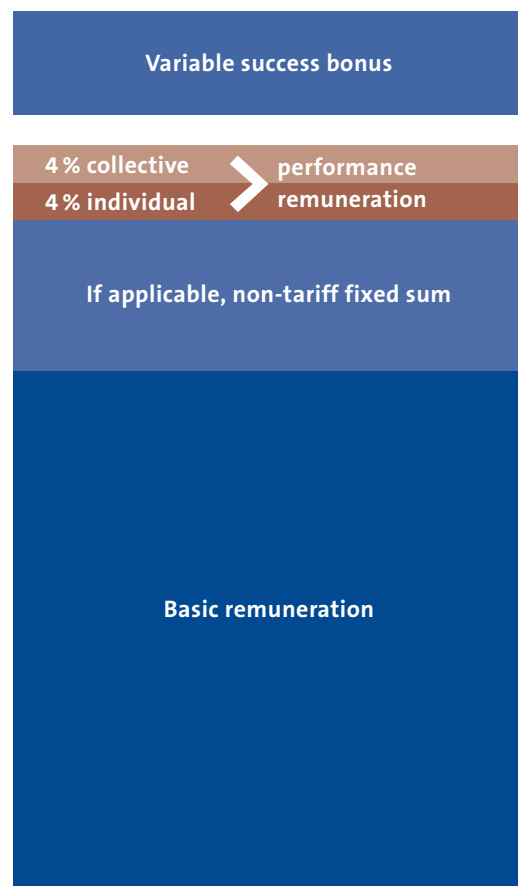 Variable success bonus
4 % collective
4 % individual
performance
remuneration
If applicable, non-tariff fixed sum
Basic remuneration